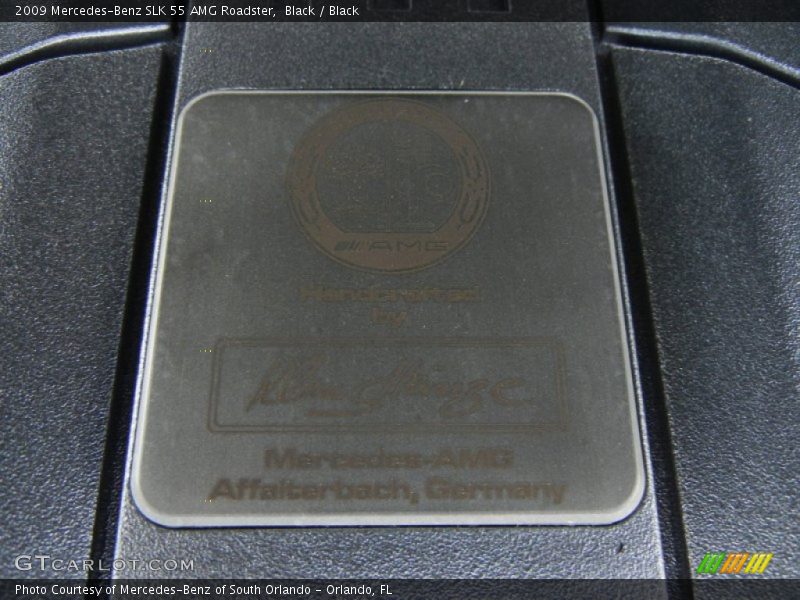 2009 Mercedes-Benz SLK 55 AMG Roadster,  Black / Black
AMG
Handcrafted
by
Mercedes-AMG
Affalterbach, Germany
GTCARLOT.COM
Photo Courtesy of Mercedes-Benz of South Orlando - Orlando, FL